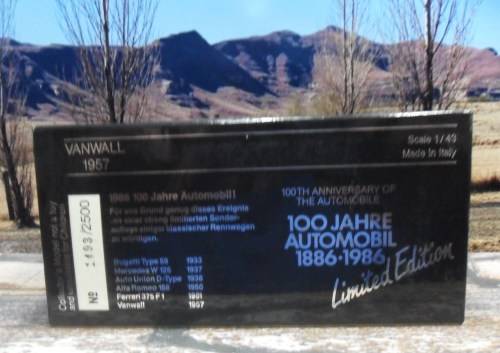 VANWALL
1957
Scale 1/43
Made in Italy
1986 100 Jahre Automobil!
Für uns Grund genug dieses Ereignis
mit einer streng limitierten Sonder-
auflage einiger klassischer Rennwagen
zu würdigen.
Bugatti Type 59 1933
Mercedes W 125 1937
Auto Union D-Type 1938
Alfa Romeo 158 1950
Ferrari 375 F1 1951
Vanwall 1957
100TH ANNIVERSARY OF
THE AUTOMOBILE
100 JAHRE
AUTOMOBIL
1886·1986
Limited Edition
Nº 1493/2500